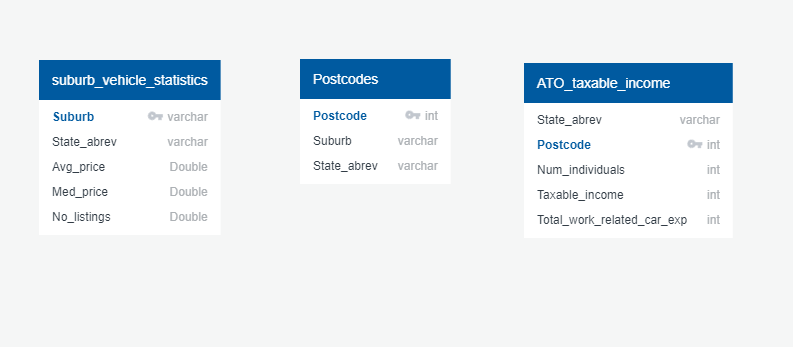 suburb_vehicle_statistics
Suburb varchar
State_abrev varchar
Avg_price Double
Med_price Double
No_listings Double
Postcodes
Postcode int
Suburb varchar
State_abrev varchar
ATO_taxable_income
State_abrev varchar
Postcode int
Num_individuals int
Taxable_income int
Total_work_related_car_exp int